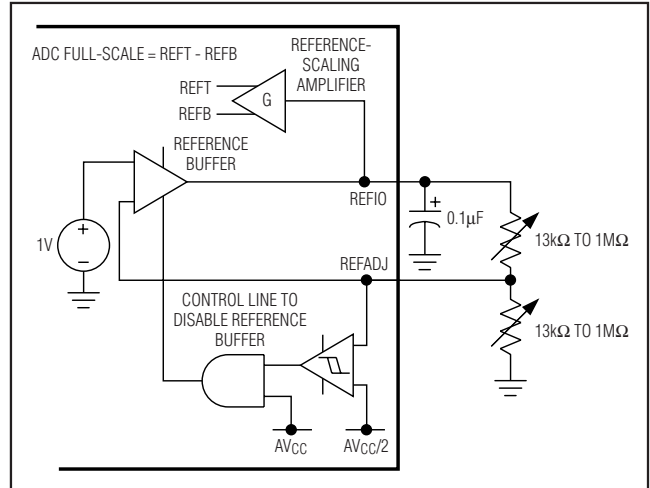 ADC FULL-SCALE = REFT - REFB
REFERENCE-
SCALING
AMPLIFIER
REFT
REFB
G
REFERENCE
BUFFER
REFIO
+
0.1μF
1V
+
−
13kΩ TO 1MΩ
REFADJ
CONTROL LINE TO
DISABLE REFERENCE
BUFFER
13kΩ TO 1MΩ
AVCC
AVCC/2